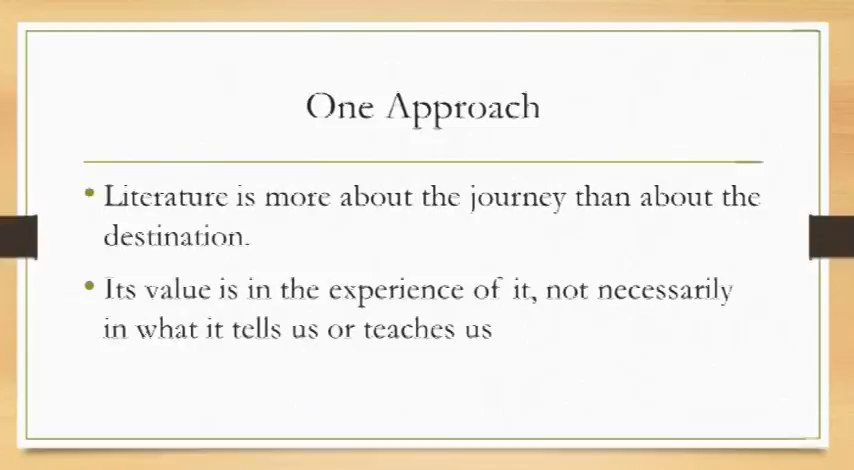 One Approach
• Literature is more about the journey than about the
destination.
• Its value is in the experience of it, not necessarily
in what it tells us or teaches us